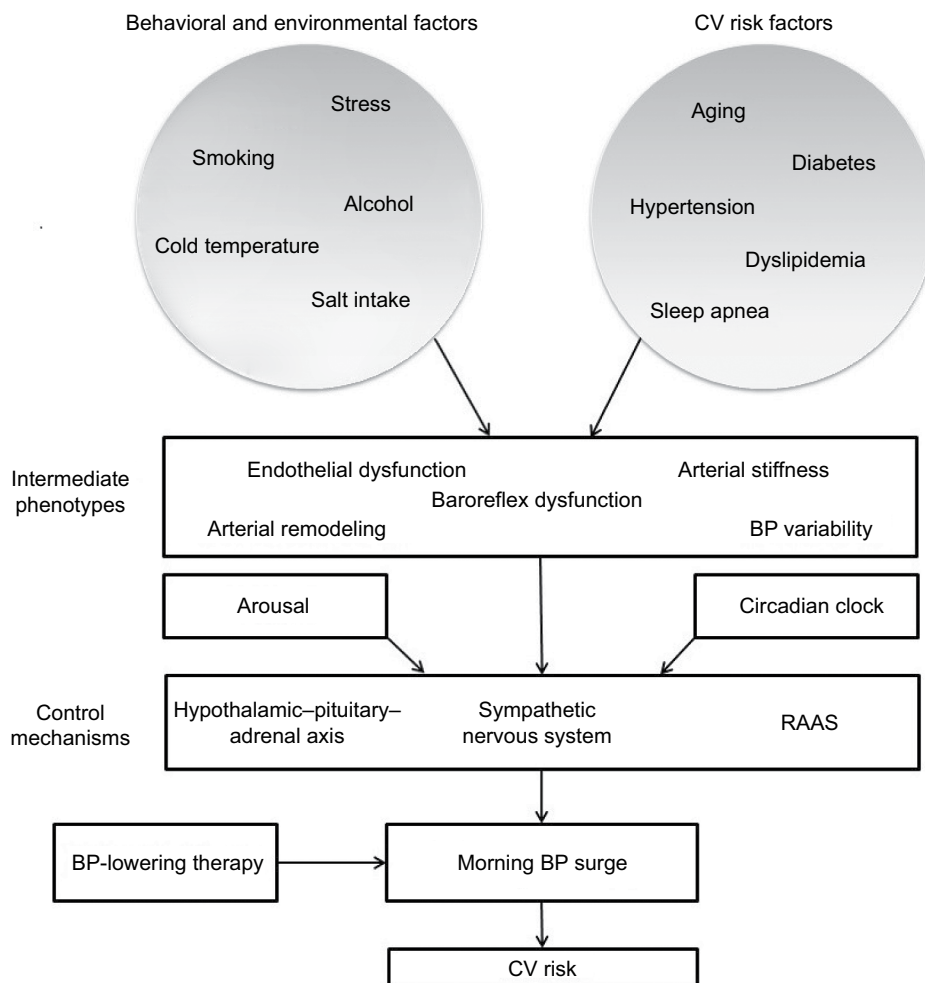 Behavioral and environmental factors
CV risk factors
Stress
Smoking
Alcohol
Cold temperature
Salt intake
Aging
Diabetes
Hypertension
Dyslipidemia
Sleep apnea
Intermediate
phenotypes
Endothelial dysfunction
Arterial stiffness
Baroreflex dysfunction
Arterial remodeling
BP variability
Arousal
Circadian clock
Control
mechanisms
Hypothalamic–pituitary–
adrenal axis
Sympathetic
nervous system
RAAS
BP-lowering therapy
Morning BP surge
CV risk